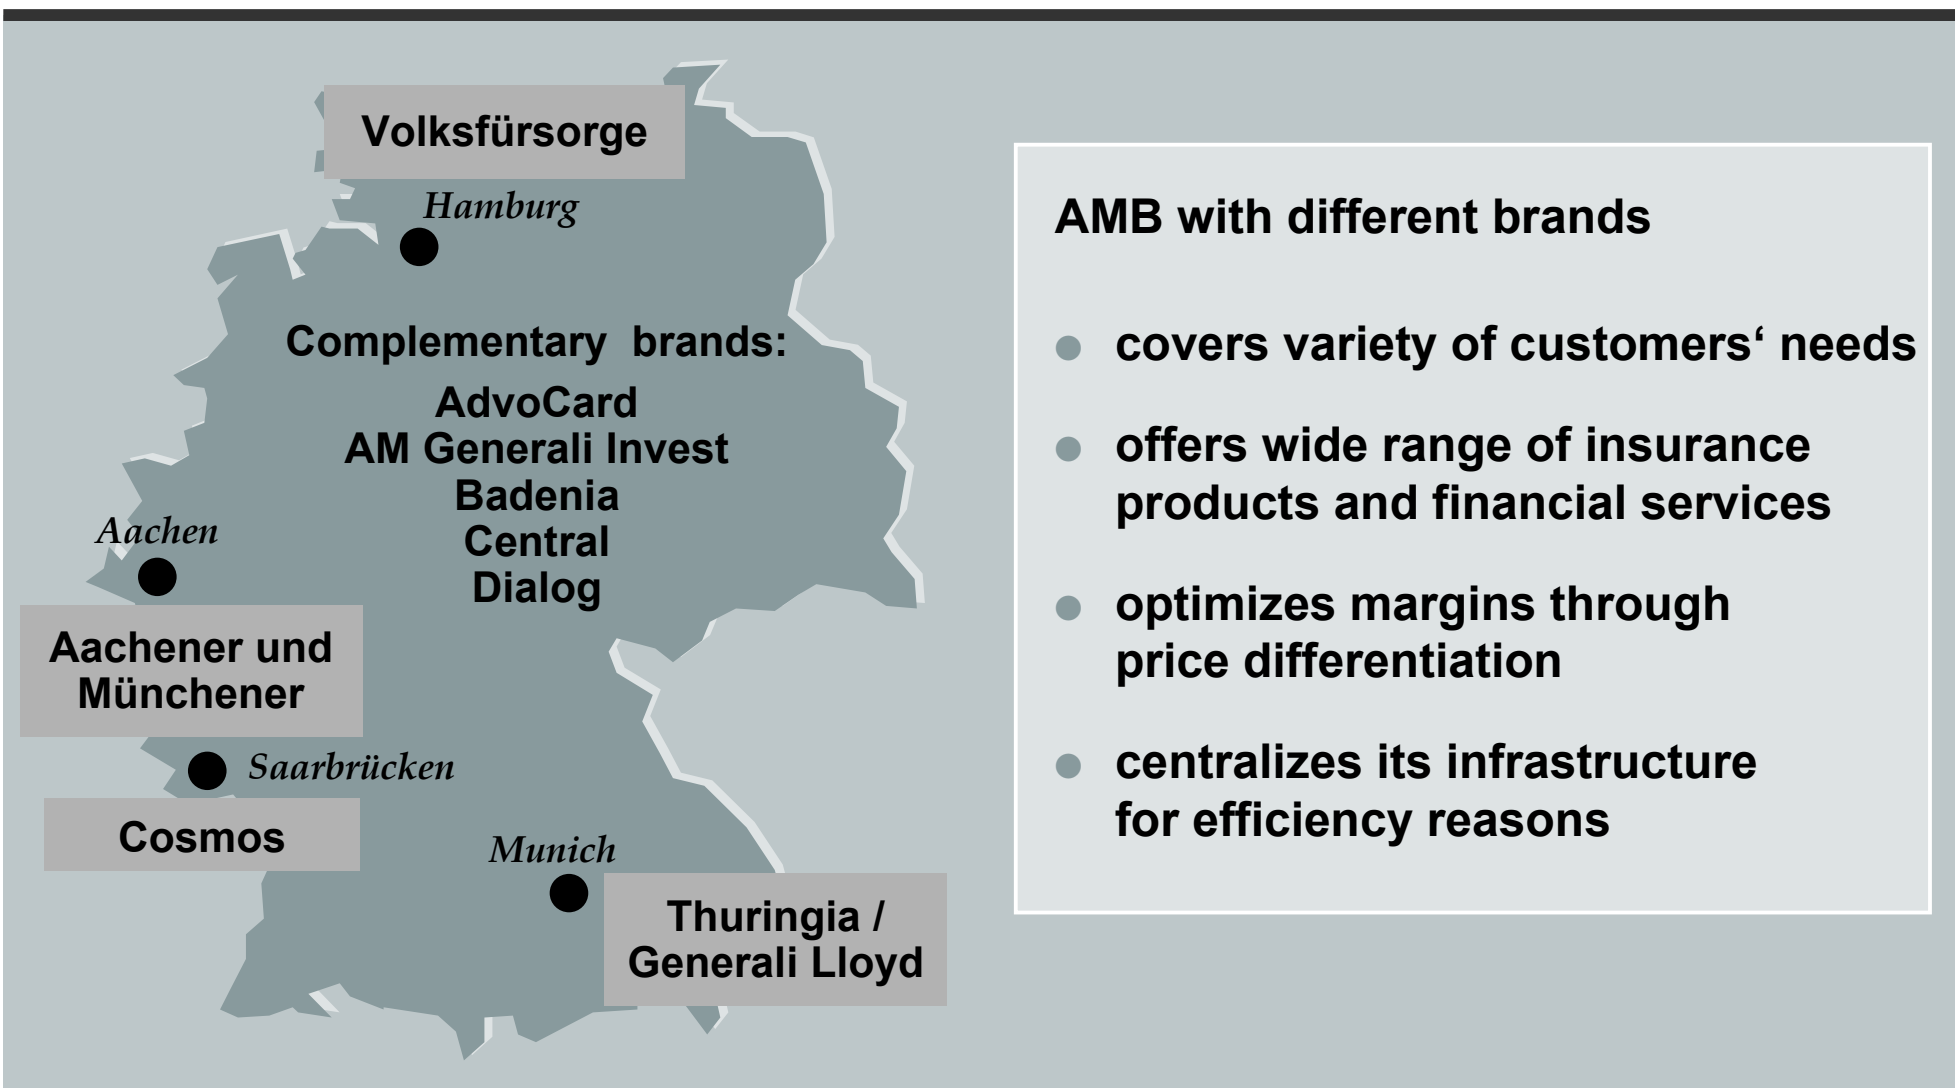 Volksfürsorge
Hamburg
Complementary brands:
AdvoCard
AM Generali Invest
Badenia
Central
Dialog
Aachen
Aachener und
Münchener
Saarbrücken
Cosmos
Munich
Thuringia /
Generali Lloyd
AMB with different brands
covers variety of customers‘ needs
offers wide range of insurance
products and financial services
optimizes margins through
price differentiation
centralizes its infrastructure
for efficiency reasons